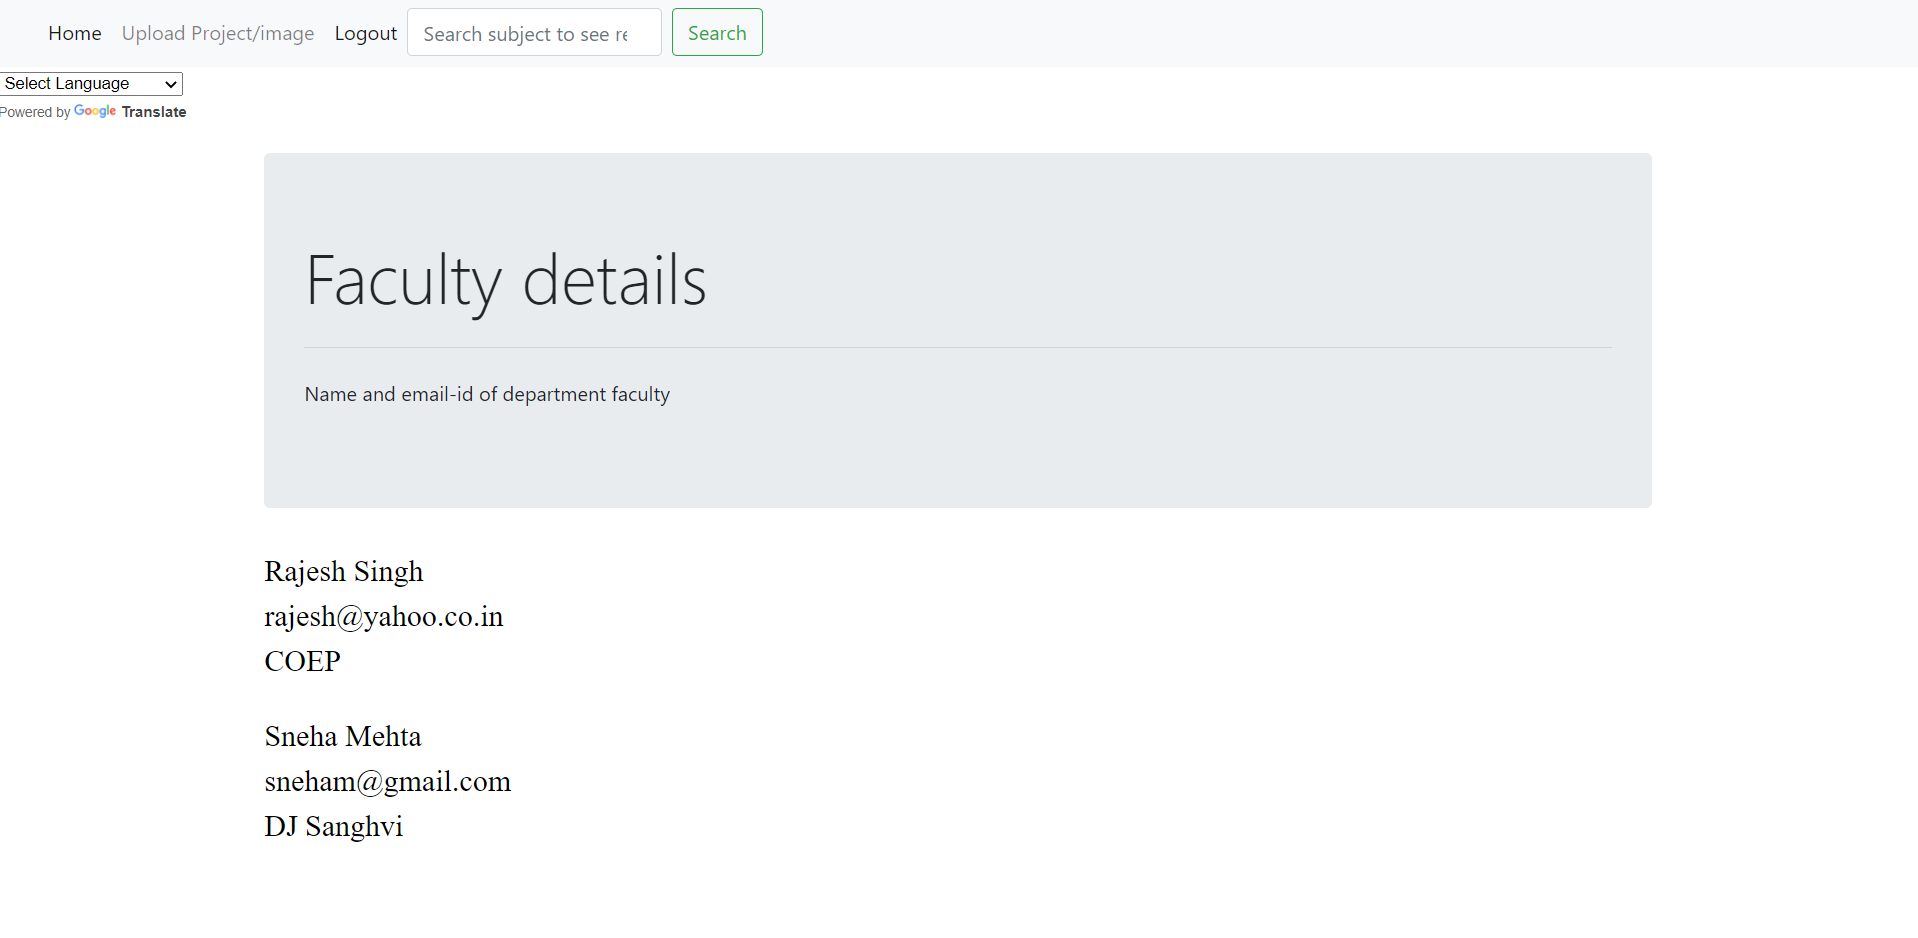 Home Upload Project/image Logout Search subject to see re Search
Select Language
Powered by Google Translate
Faculty details
Name and email-id of department faculty
Rajesh Singh
rajesh@yahoo.co.in
COEP
Sneha Mehta
sneham@gmail.com
DJ Sanghvi